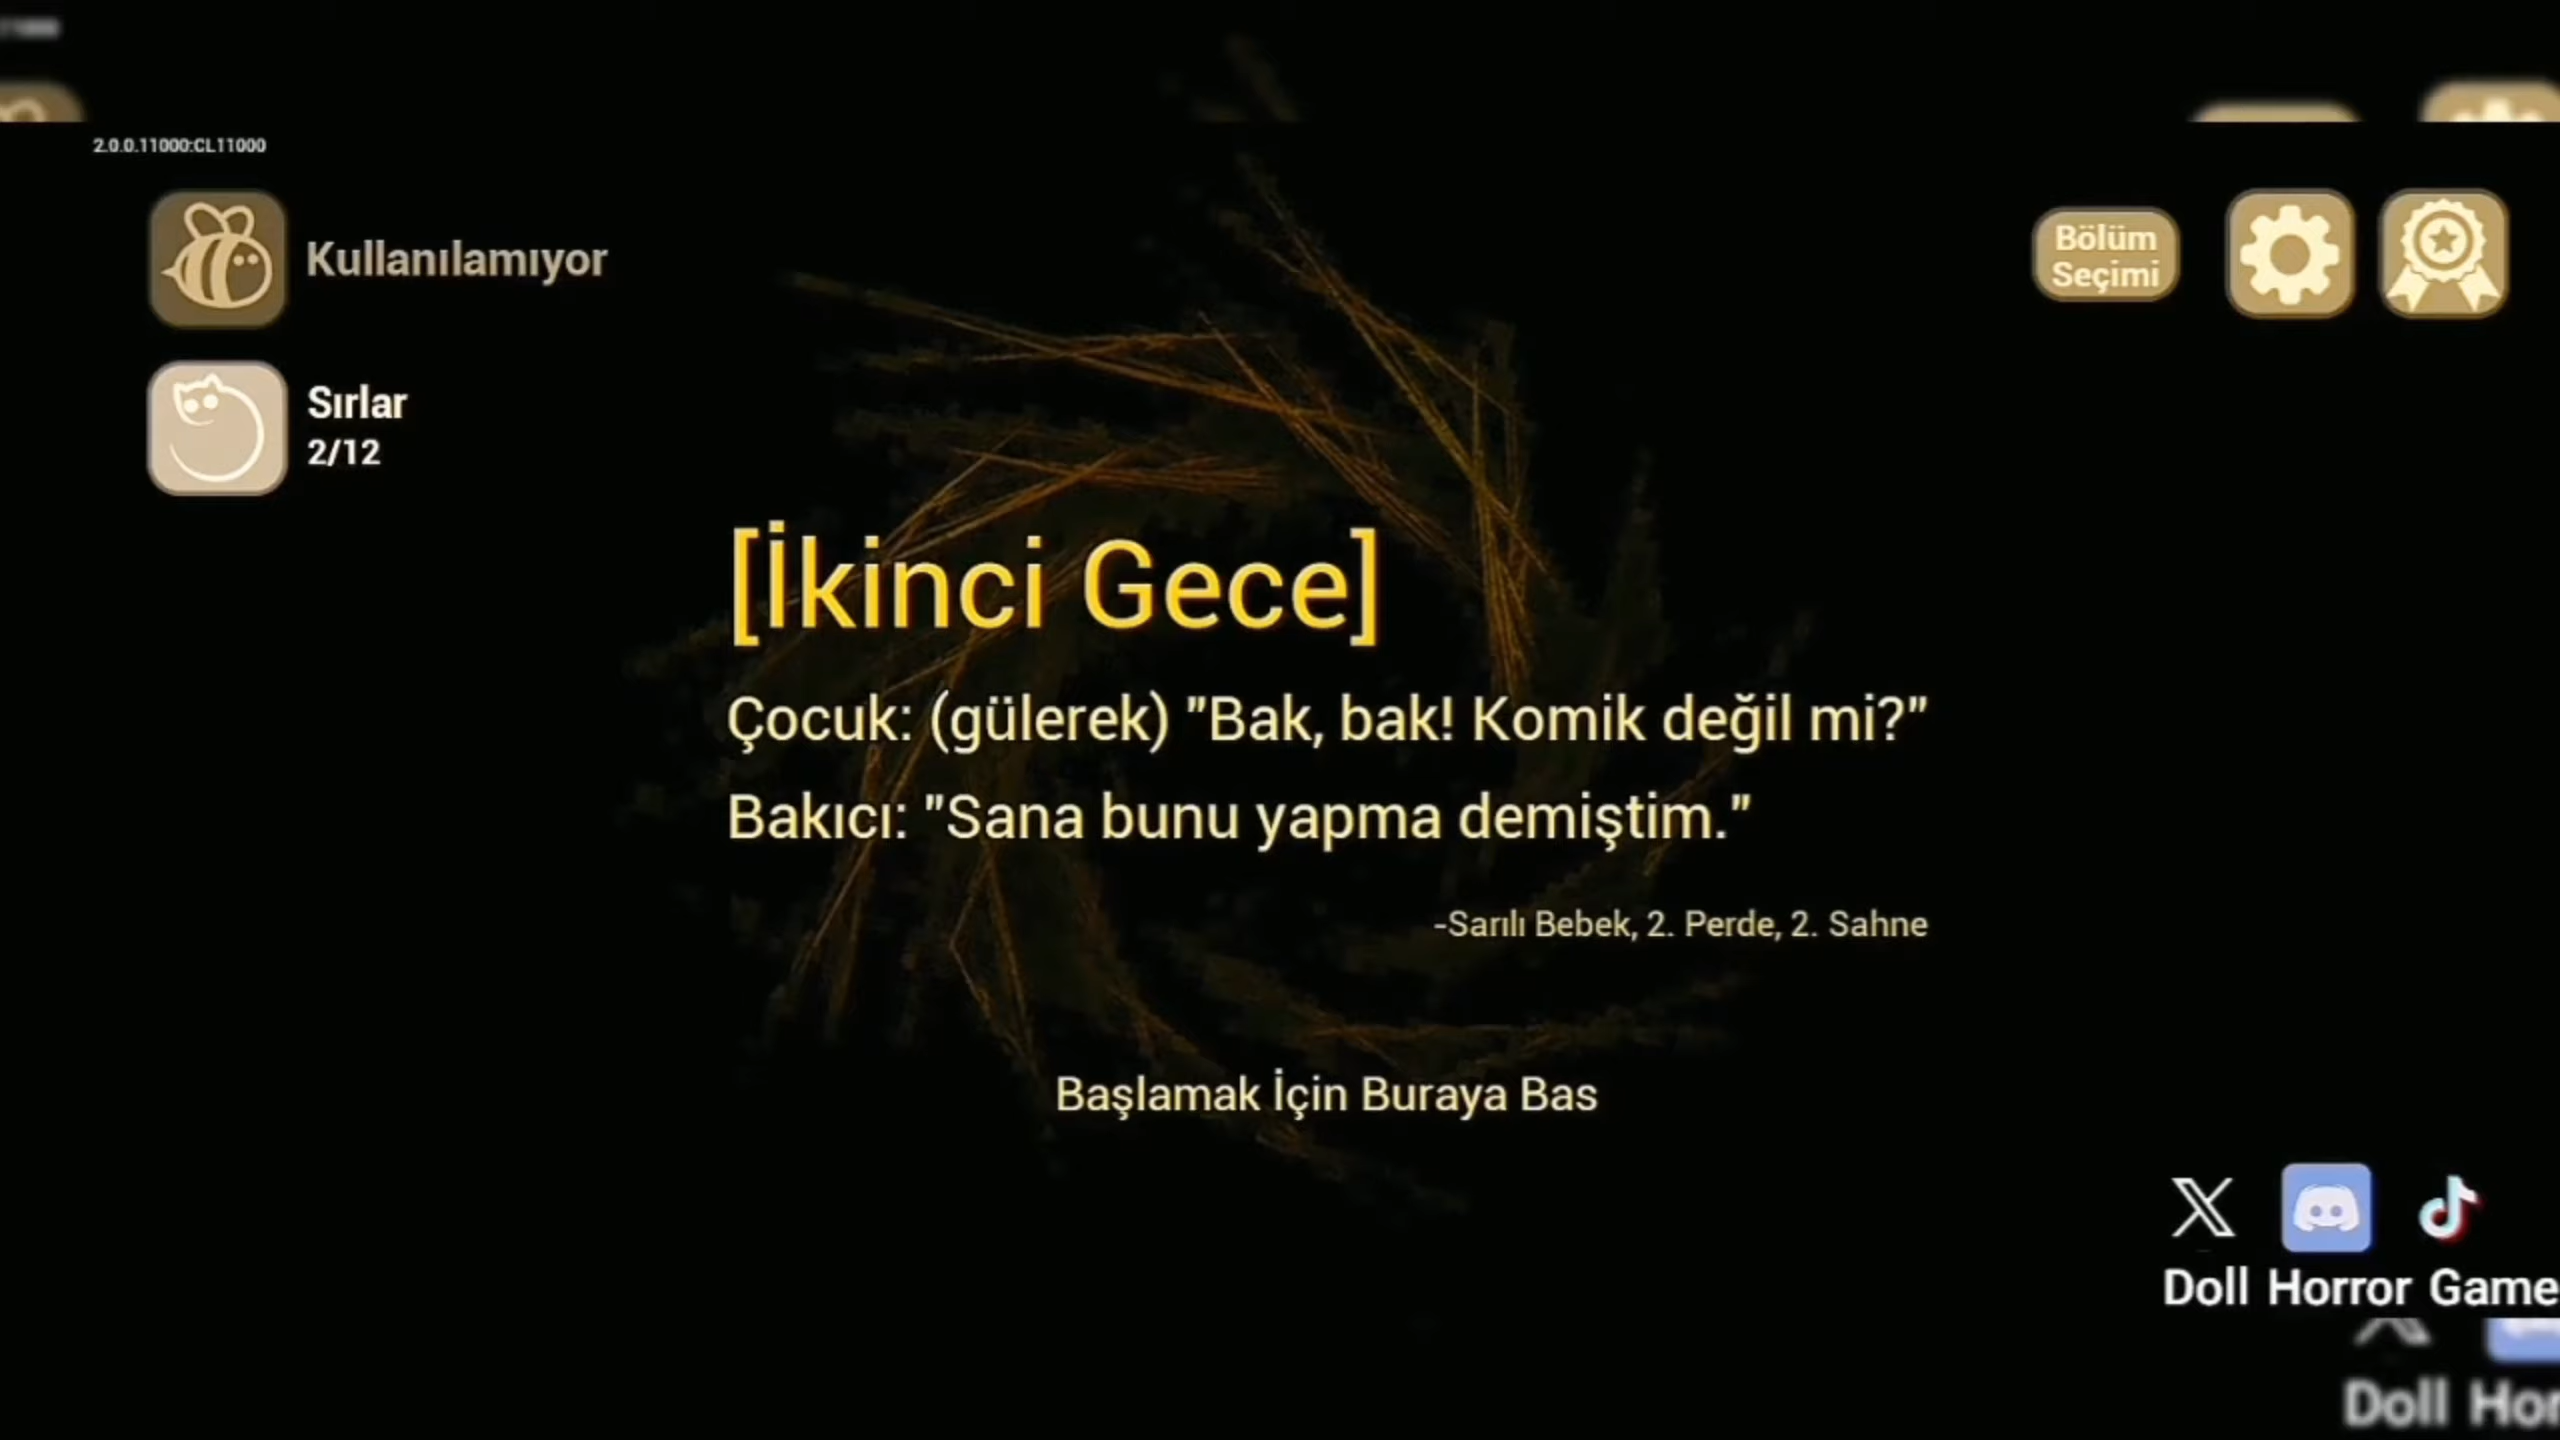 2.0.0.11000:CL11000
Kullanılamıyor
Bölüm
Seçimi
Sırlar
2/12
[İkinci Gece]
Çocuk: (gülerek) "Bak, bak! Komik değil mi?"
Bakıcı: "Sana bunu yapma demiştim."
-Sarılı Bebek, 2. Perde, 2. Sahne
Başlamak İçin Buraya Bas
Doll Horror Game
Doll Hor